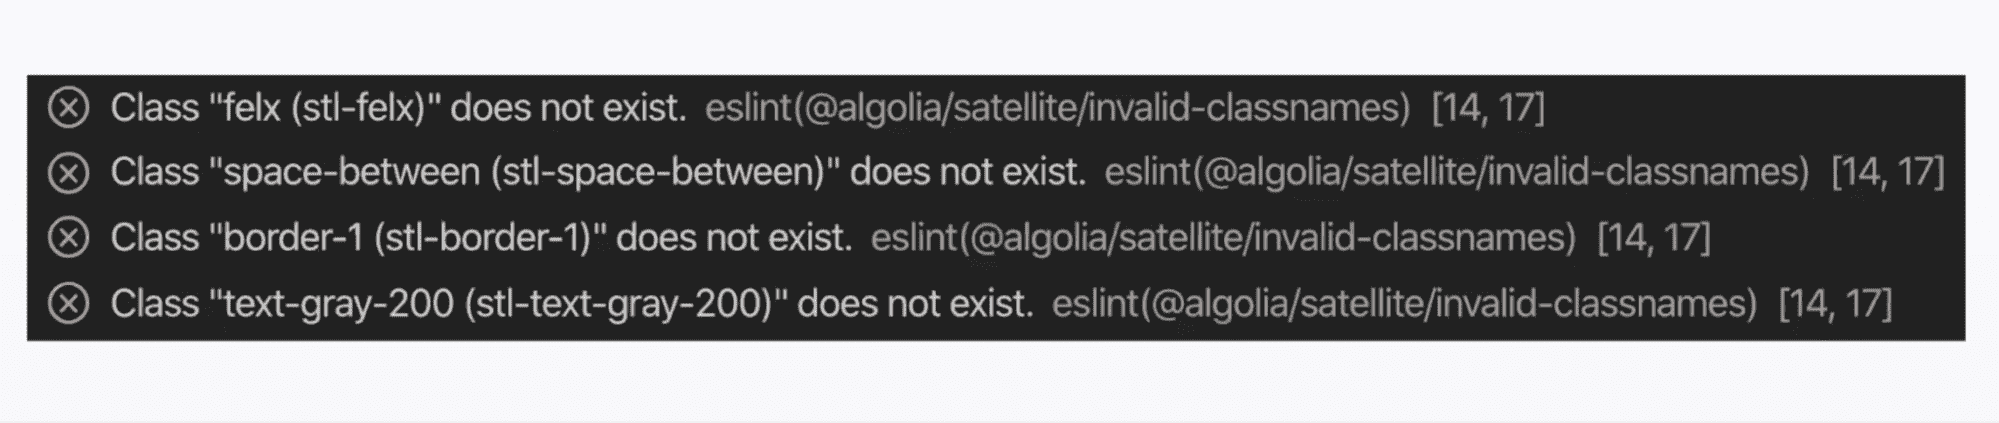 Class "felx (stl-felx)" does not exist. eslint(@algolia/satellite/invalid-classnames) [14, 17]
Class "space-between (stl-space-between)" does not exist. eslint(@algolia/satellite/invalid-classnames) [14, 17]
Class "border-1 (stl-border-1)" does not exist. eslint(@algolia/satellite/invalid-classnames) [14, 17]
Class "text-gray-200 (stl-text-gray-200)" does not exist. eslint(@algolia/satellite/invalid-classnames) [14, 17]